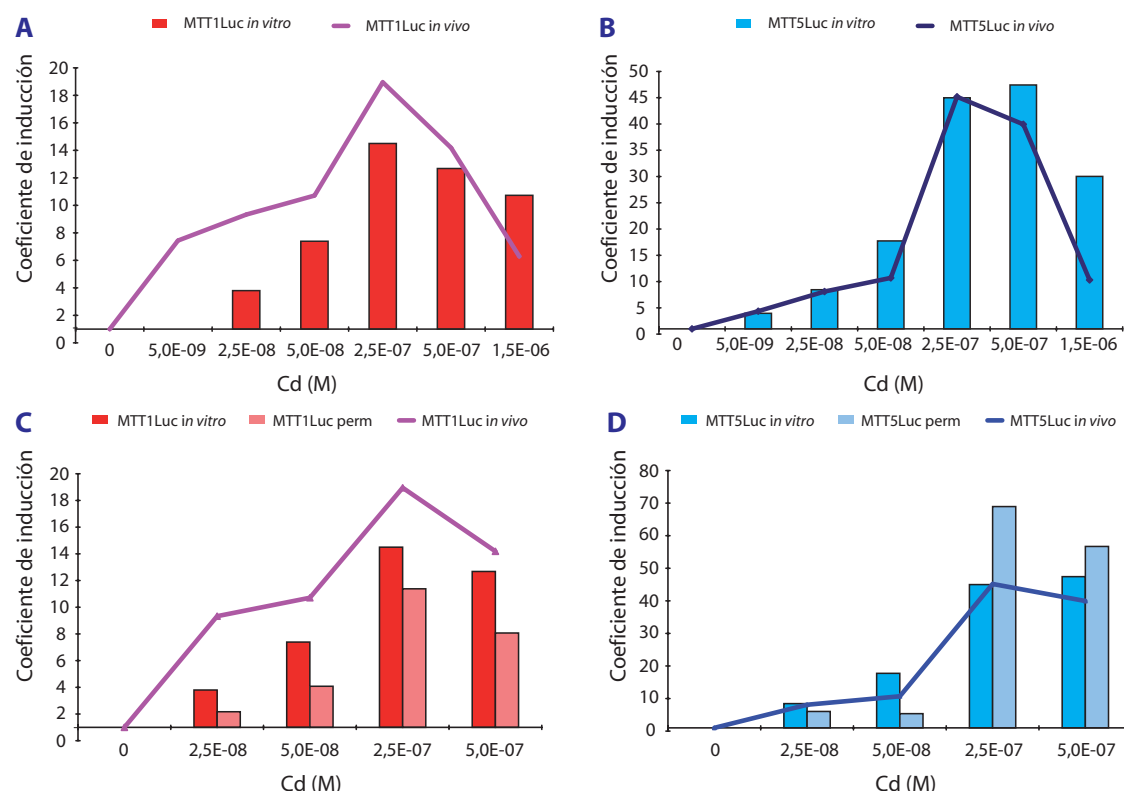 A
MTT1Luc in vitro
MTT1Luc in vivo
Coeficiente de inducción
20
18
16
14
12
10
8
6
4
2
0
0 5,0E-09 2,5E-08 5,0E-08 2,5E-07 5,0E-07 1,5E-06
Cd (M)
B
MTT5Luc in vitro
MTT5Luc in vivo
Coeficiente de inducción
50
45
40
35
30
25
20
15
10
5
0
0 5,0E-09 2,5E-08 5,0E-08 2,5E-07 5,0E-07 1,5E-06
Cd (M)
C
MTT1Luc in vitro
MTT1Luc perm
MTT1Luc in vivo
Coeficiente de inducción
20
18
16
14
12
10
8
6
4
2
0
0 2,5E-08 5,0E-08 2,5E-07 5,0E-07
Cd (M)
D
MTT5Luc in vitro
MTT5Luc perm
MTT5Luc in vivo
Coeficiente de inducción
80
70
60
50
40
30
20
10
0
0 2,5E-08 5,0E-08 2,5E-07 5,0E-07
Cd (M)